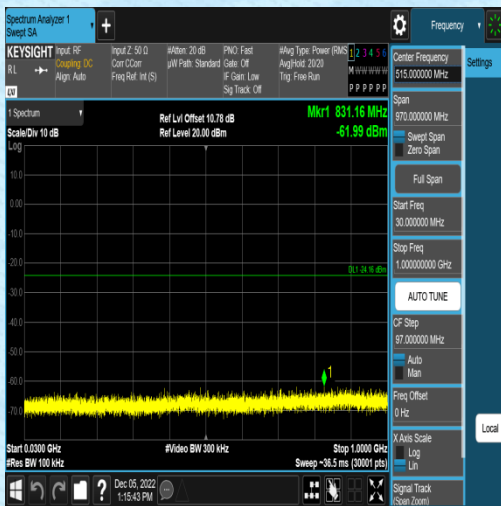 Spectrum Analyzer 1
Swept SA
Frequency
KEYSIGHT
RL
Input: RF
Coupling: DC
Align: Auto
Input Z: 50 Ω
Corr CCorr
Freq Ref: Int (S)
#Atten: 20 dB
µW Path: Standard
PNO: Fast
Gate: Off
IF Gain: Low
Sig Track: Off
#Avg Type: Power (RMS
Avg|Hold: 20/20
Trig: Free Run
1 2 3 4 5 6
M W W W W W
P P P P P P
LXI
1 Spectrum
Scale/Div 10 dB
Log
Ref Lvl Offset 10.78 dB
Ref Level 20.00 dBm
Mkr1 831.16 MHz
-61.99 dBm
10.0
0.00
-10.0
-20.0
DL1 -24.16 dBm
-30.0
-40.0
-50.0
-60.0
1
-70.0
Start 0.0300 GHz
#Res BW 100 kHz
#Video BW 300 kHz
Stop 1.0000 GHz
Sweep ~36.5 ms (30001 pts)
?
Dec 05, 2022
1:15:43 PM
Center Frequency
515.000000 MHz
Span
970.000000 MHz
Swept Span
Zero Span
Full Span
Start Freq
30.000000 MHz
Stop Freq
1.000000000 GHz
AUTO TUNE
CF Step
97.000000 MHz
Auto
Man
Freq Offset
0 Hz
X Axis Scale
Log
Lin
Signal Track
(Span Zoom)
Settings
Local